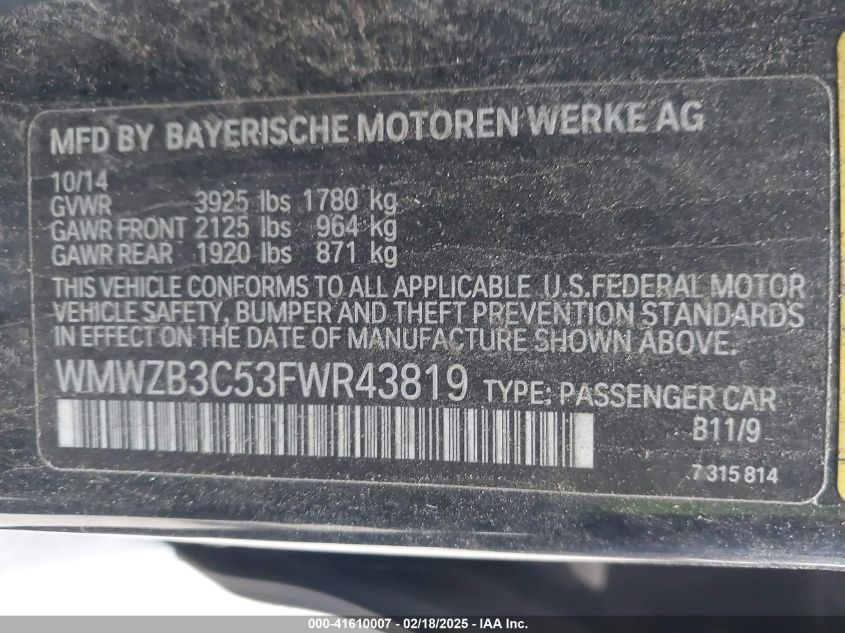 MFD BY BAYERISCHE MOTOREN WERKE AG
10/14
GVWR 3925 lbs 1780 kg
GAWR FRONT 2125 lbs 964 kg
GAWR REAR 1920 lbs 871 kg
THIS VEHICLE CONFORMS TO ALL APPLICABLE U.S.FEDERAL MOTOR
VEHICLE SAFETY, BUMPER AND THEFT PREVENTION STANDARDS
IN EFFECT ON THE DATE OF MANUFACTURE SHOWN ABOVE.
WMWZB3C53FWR43819 TYPE: PASSENGER CAR
B11/9
7 315 814
000-41610007 - 02/18/2025 - IAAI.com